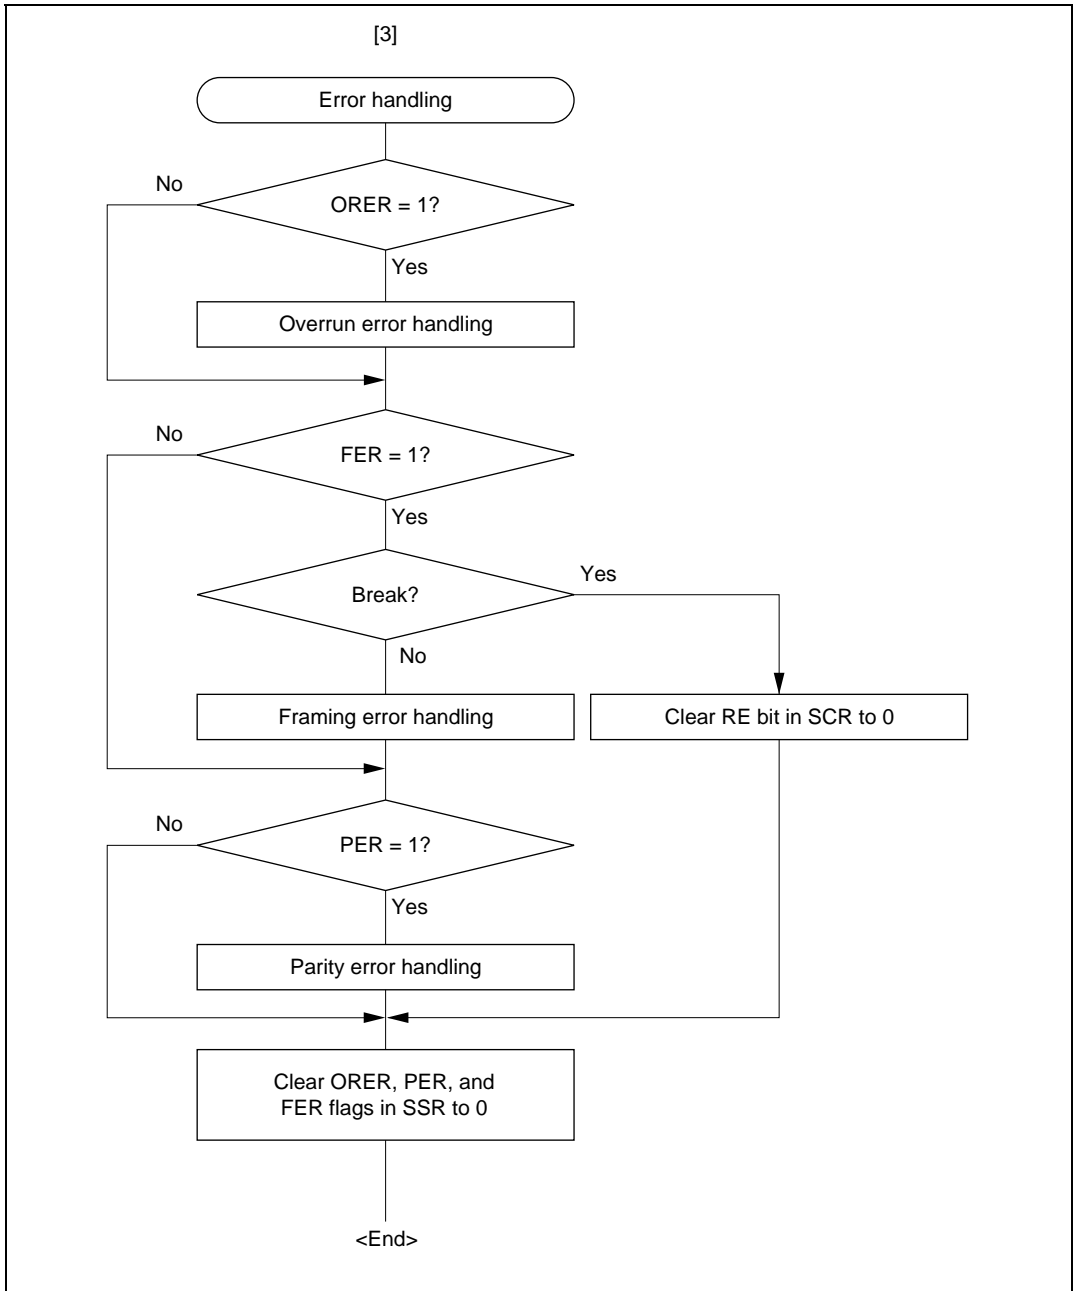 [3]
Error handling
No
ORER = 1?
Yes
Overrun error handling
No
FER = 1?
Yes
Break?
Yes
No
Framing error handling
Clear RE bit in SCR to 0
No
PER = 1?
Yes
Parity error handling
Clear ORER, PER, and
FER flags in SSR to 0
<End>